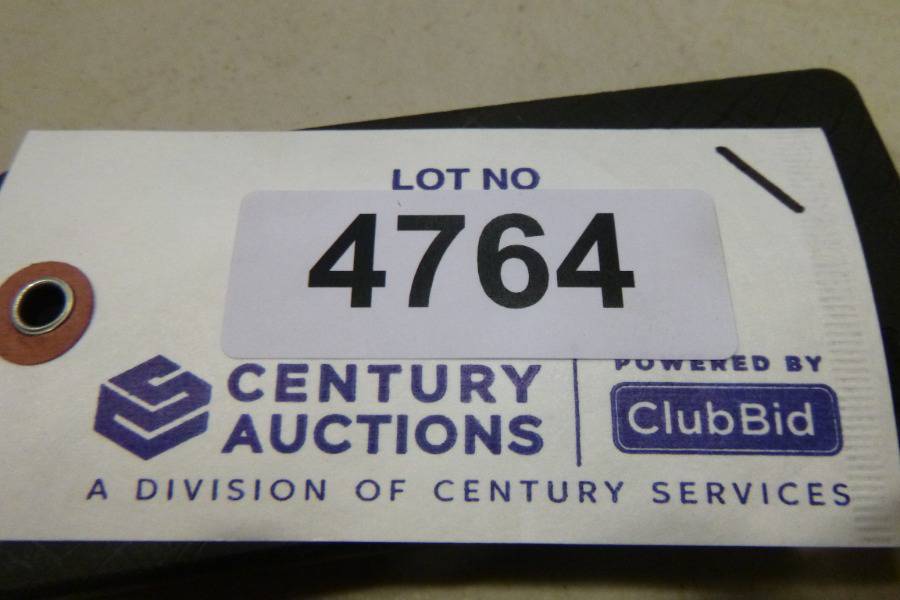 LOT NO
4764
CENTURY
AUCTIONS
POWERED BY
ClubBid
A DIVISION OF CENTURY SERVICES